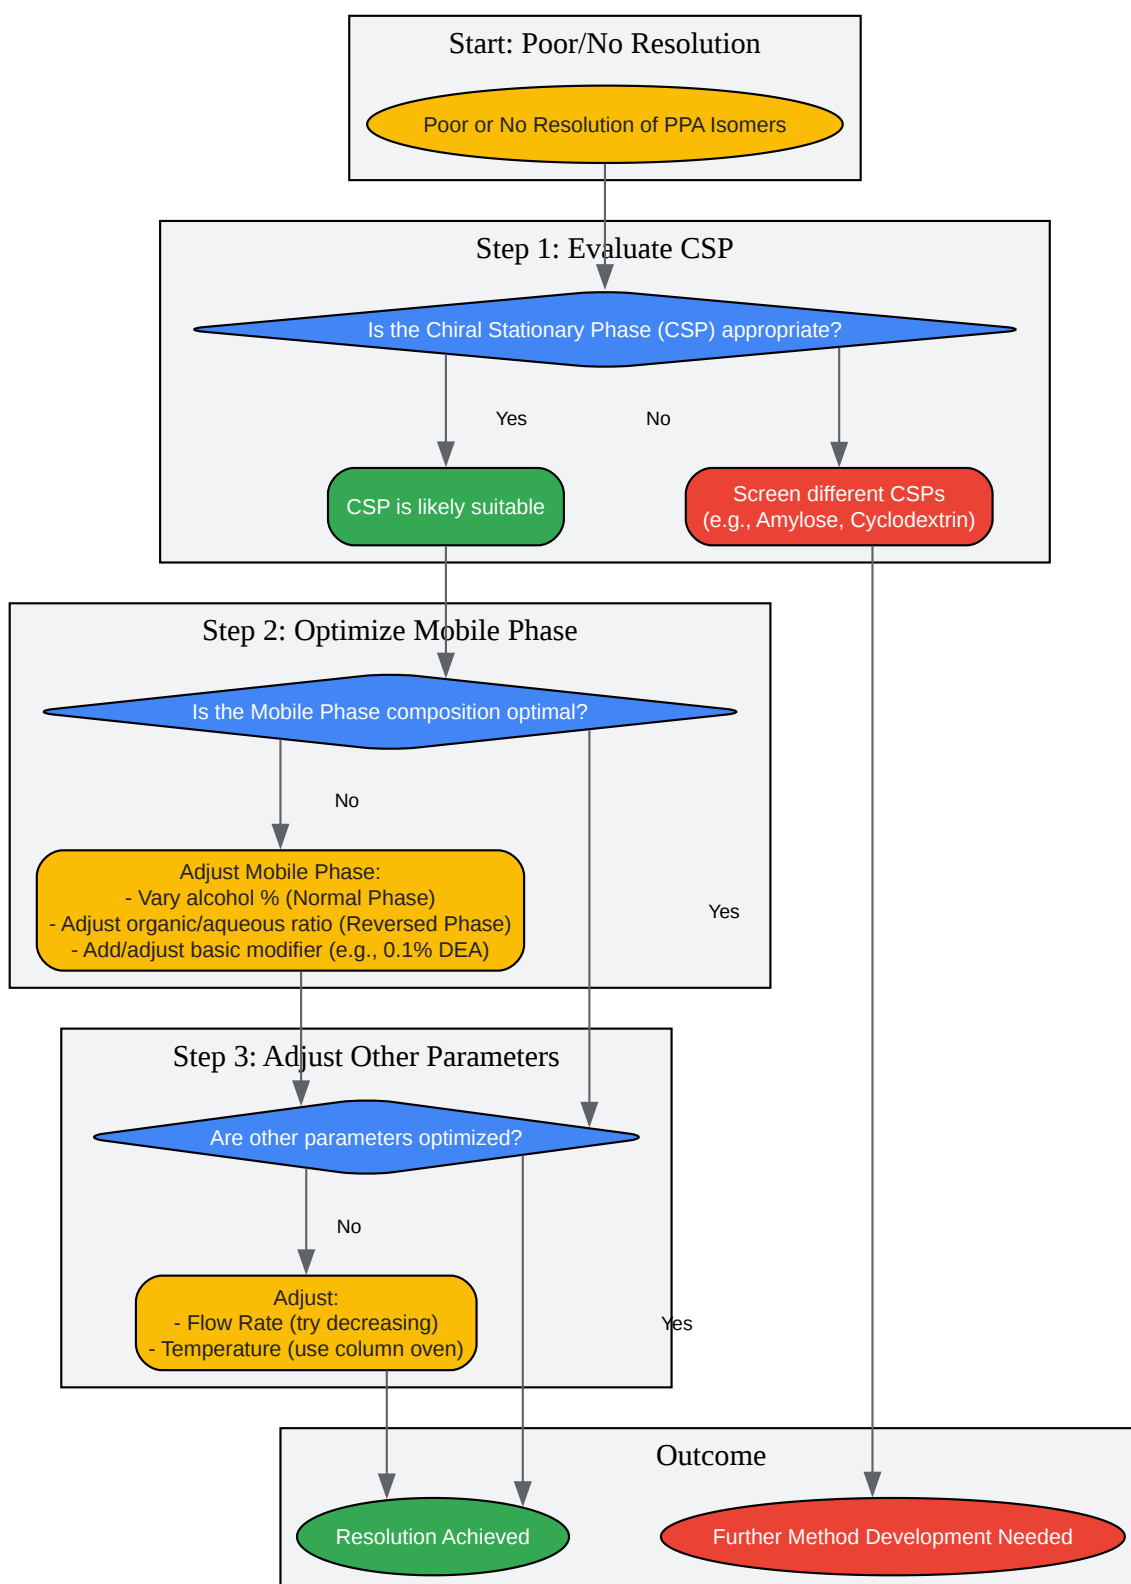 Start: Poor/No Resolution
Poor or No Resolution of PPA Isomers
Step 1: Evaluate CSP
Is the Chiral Stationary Phase (CSP) appropriate?
Yes
No
CSP is likely suitable
Screen different CSPs
(e.g., Amylose, Cyclodextrin)
Step 2: Optimize Mobile Phase
Is the Mobile Phase composition optimal?
No
Adjust Mobile Phase:
- Vary alcohol % (Normal Phase)
- Adjust organic/aqueous ratio (Reversed Phase)
- Add/adjust basic modifier (e.g., 0.1% DEA)
Yes
Step 3: Adjust Other Parameters
Are other parameters optimized?
No
Adjust:
- Flow Rate (try decreasing)
- Temperature (use column oven)
Yes
Outcome
Resolution Achieved
Further Method Development Needed